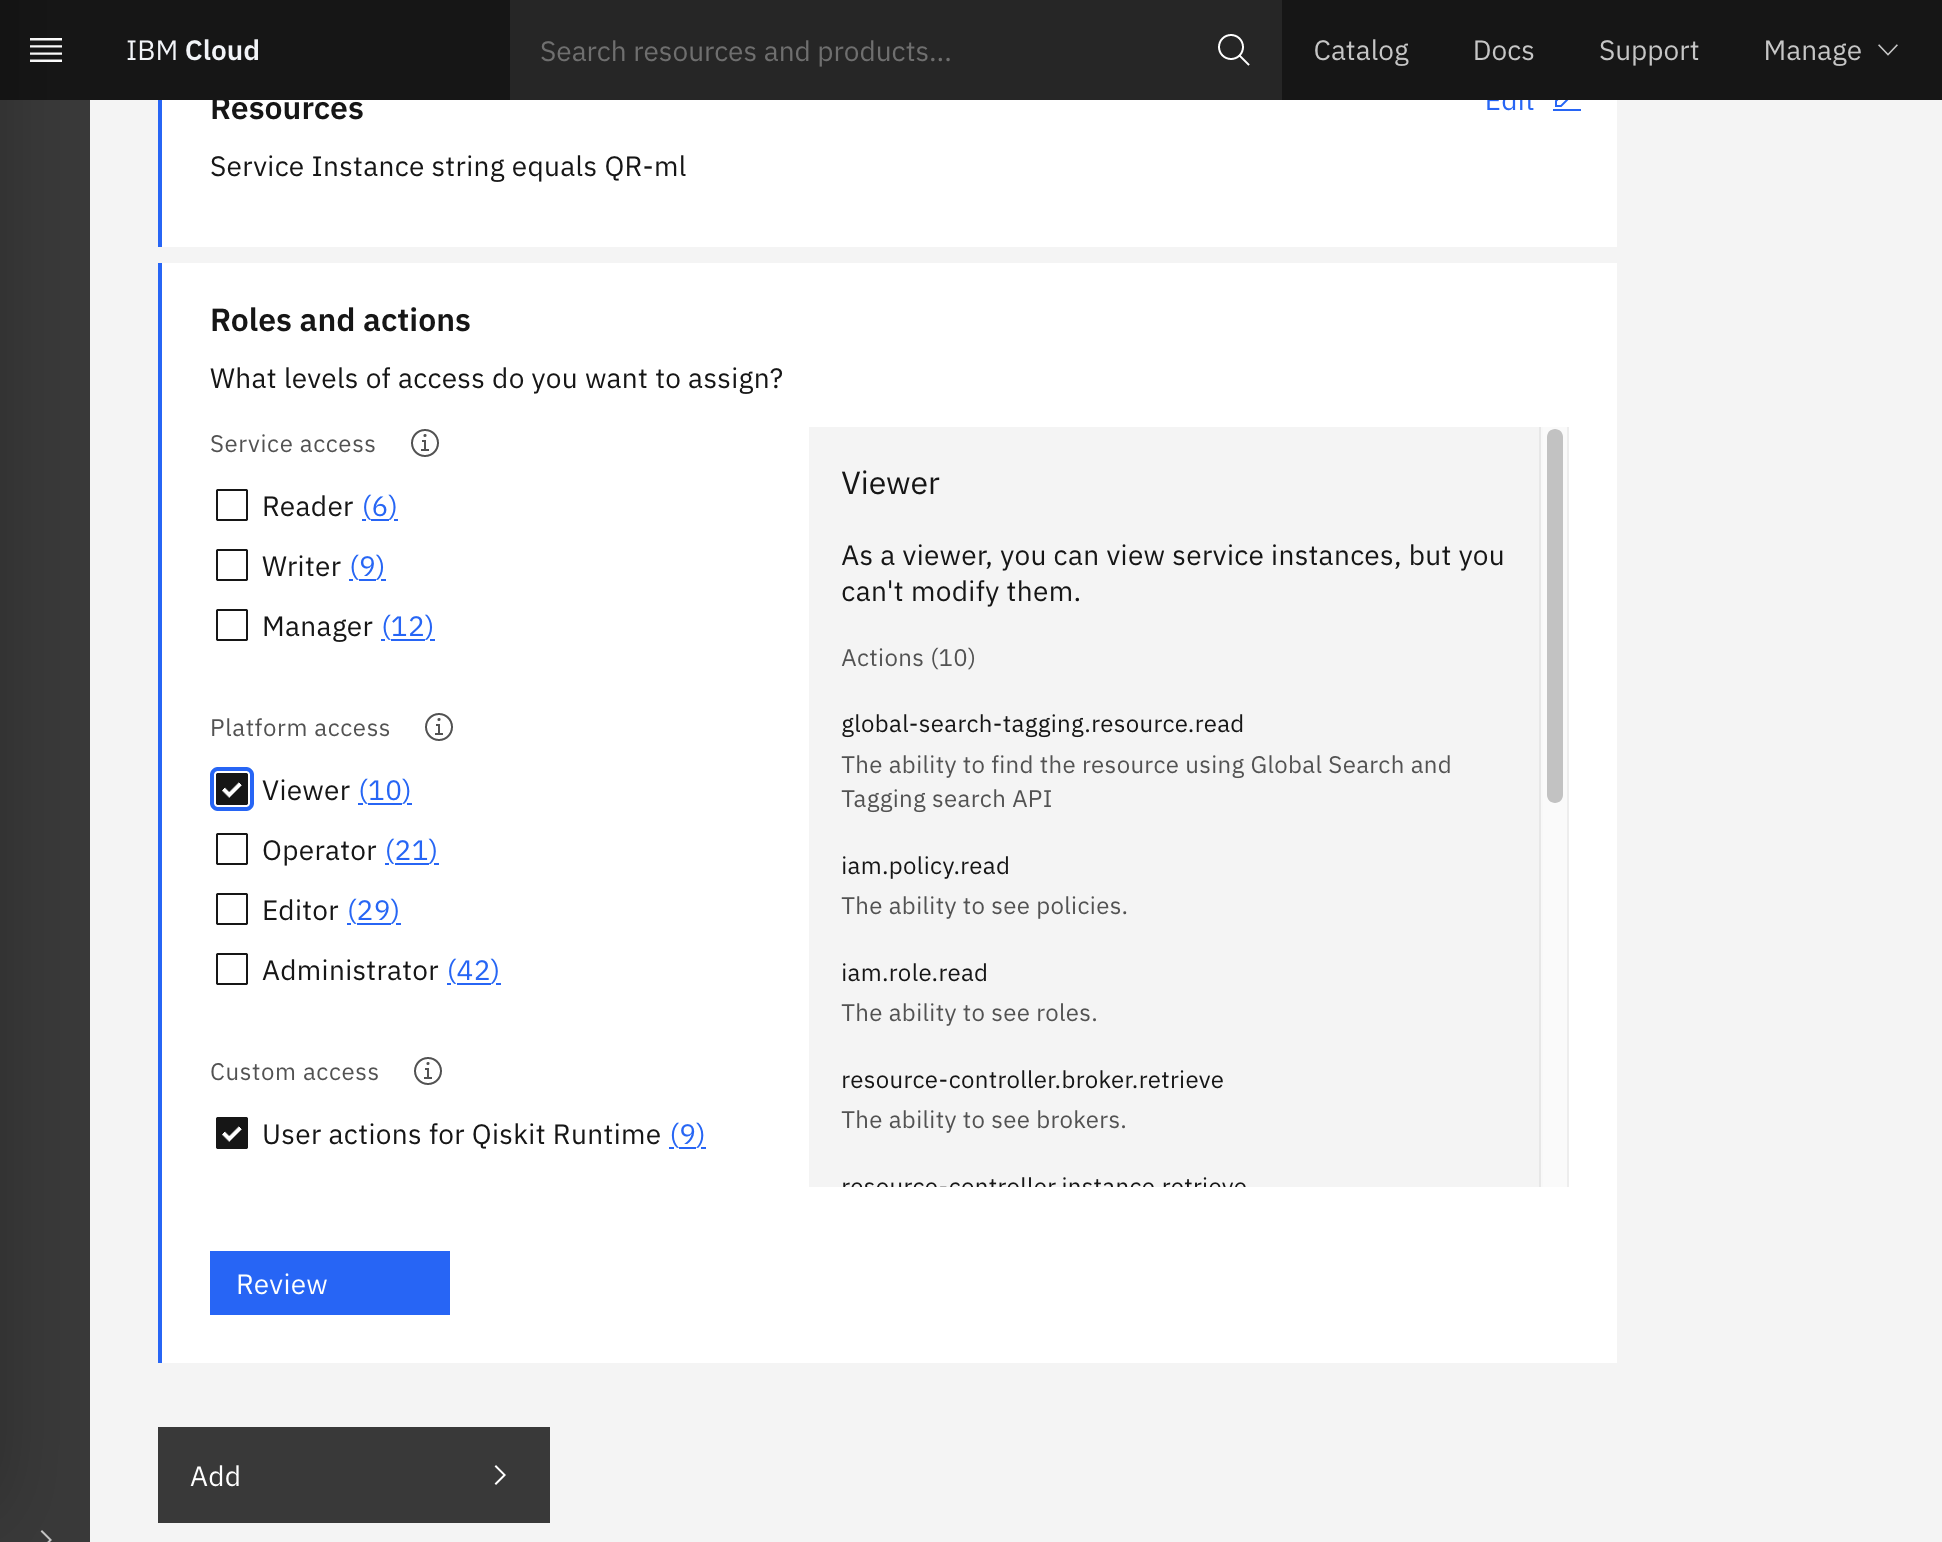 IBM Cloud
Search resources and products...
Catalog
Docs
Support
Manage
Resources
Edit
Service Instance string equals QR-ml
Roles and actions
What levels of access do you want to assign?
Service access
Reader (6)
Writer (9)
Manager (12)
Platform access
Viewer (10)
Operator (21)
Editor (29)
Administrator (42)
Custom access
User actions for Qiskit Runtime (9)
Viewer
As a viewer, you can view service instances, but you
can't modify them.
Actions (10)
global-search-tagging.resource.read
The ability to find the resource using Global Search and
Tagging search API
iam.policy.read
The ability to see policies.
iam.role.read
The ability to see roles.
resource-controller.broker.retrieve
The ability to see brokers.
resource-controller.instance.retrieve
Review
Add